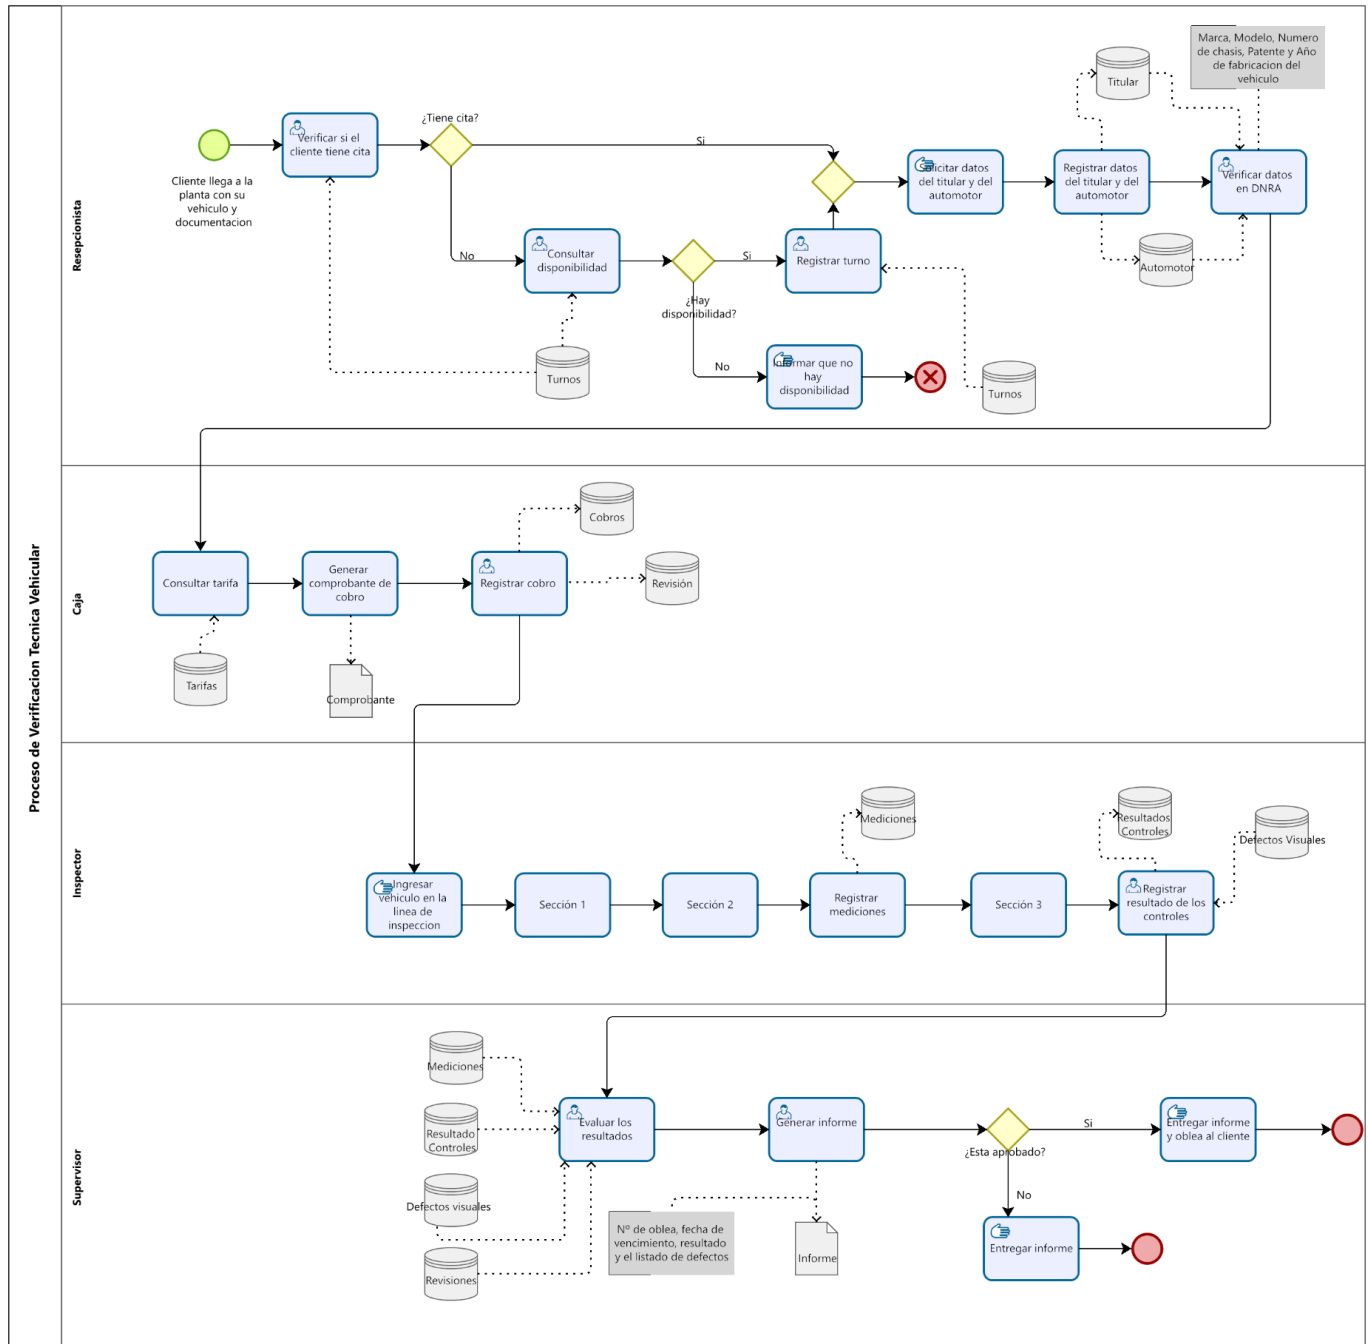 Proceso de Verificacion Tecnica Vehicular
Resepcionista
Cliente llega a la
planta con su
vehiculo y
documentacion
Verificar si el
cliente tiene cita
¿Tiene cita?
Si
No
Consultar
disponibilidad
Turnos
¿Hay
disponibilidad?
Si
No
Registrar turno
Informar que no
hay
disponibilidad
Turnos
Solicitar datos
del titular y del
automotor
Registrar datos
del titular y del
automotor
Titular
Automotor
Marca, Modelo, Numero
de chasis, Patente y Año
de fabricacion del
vehiculo
Verificar datos
en DNRA
Caja
Consultar tarifa
Tarifas
Generar
comprobante de
cobro
Comprobante
Registrar cobro
Cobros
Revisión
Inspector
Ingresar
vehiculo en la
linea de
inspeccion
Sección 1
Sección 2
Registrar
mediciones
Mediciones
Sección 3
Registrar
resultado de los
controles
Resultados
Controles
Defectos Visuales
Supervisor
Mediciones
Resultado
Controles
Defectos visuales
Revisiones
Evaluar los
resultados
Generar informe
Nº de oblea, fecha de
vencimiento, resultado
y el listado de defectos
Informe
¿Esta aprobado?
Si
No
Entregar informe
y oblea al cliente
Entregar informe